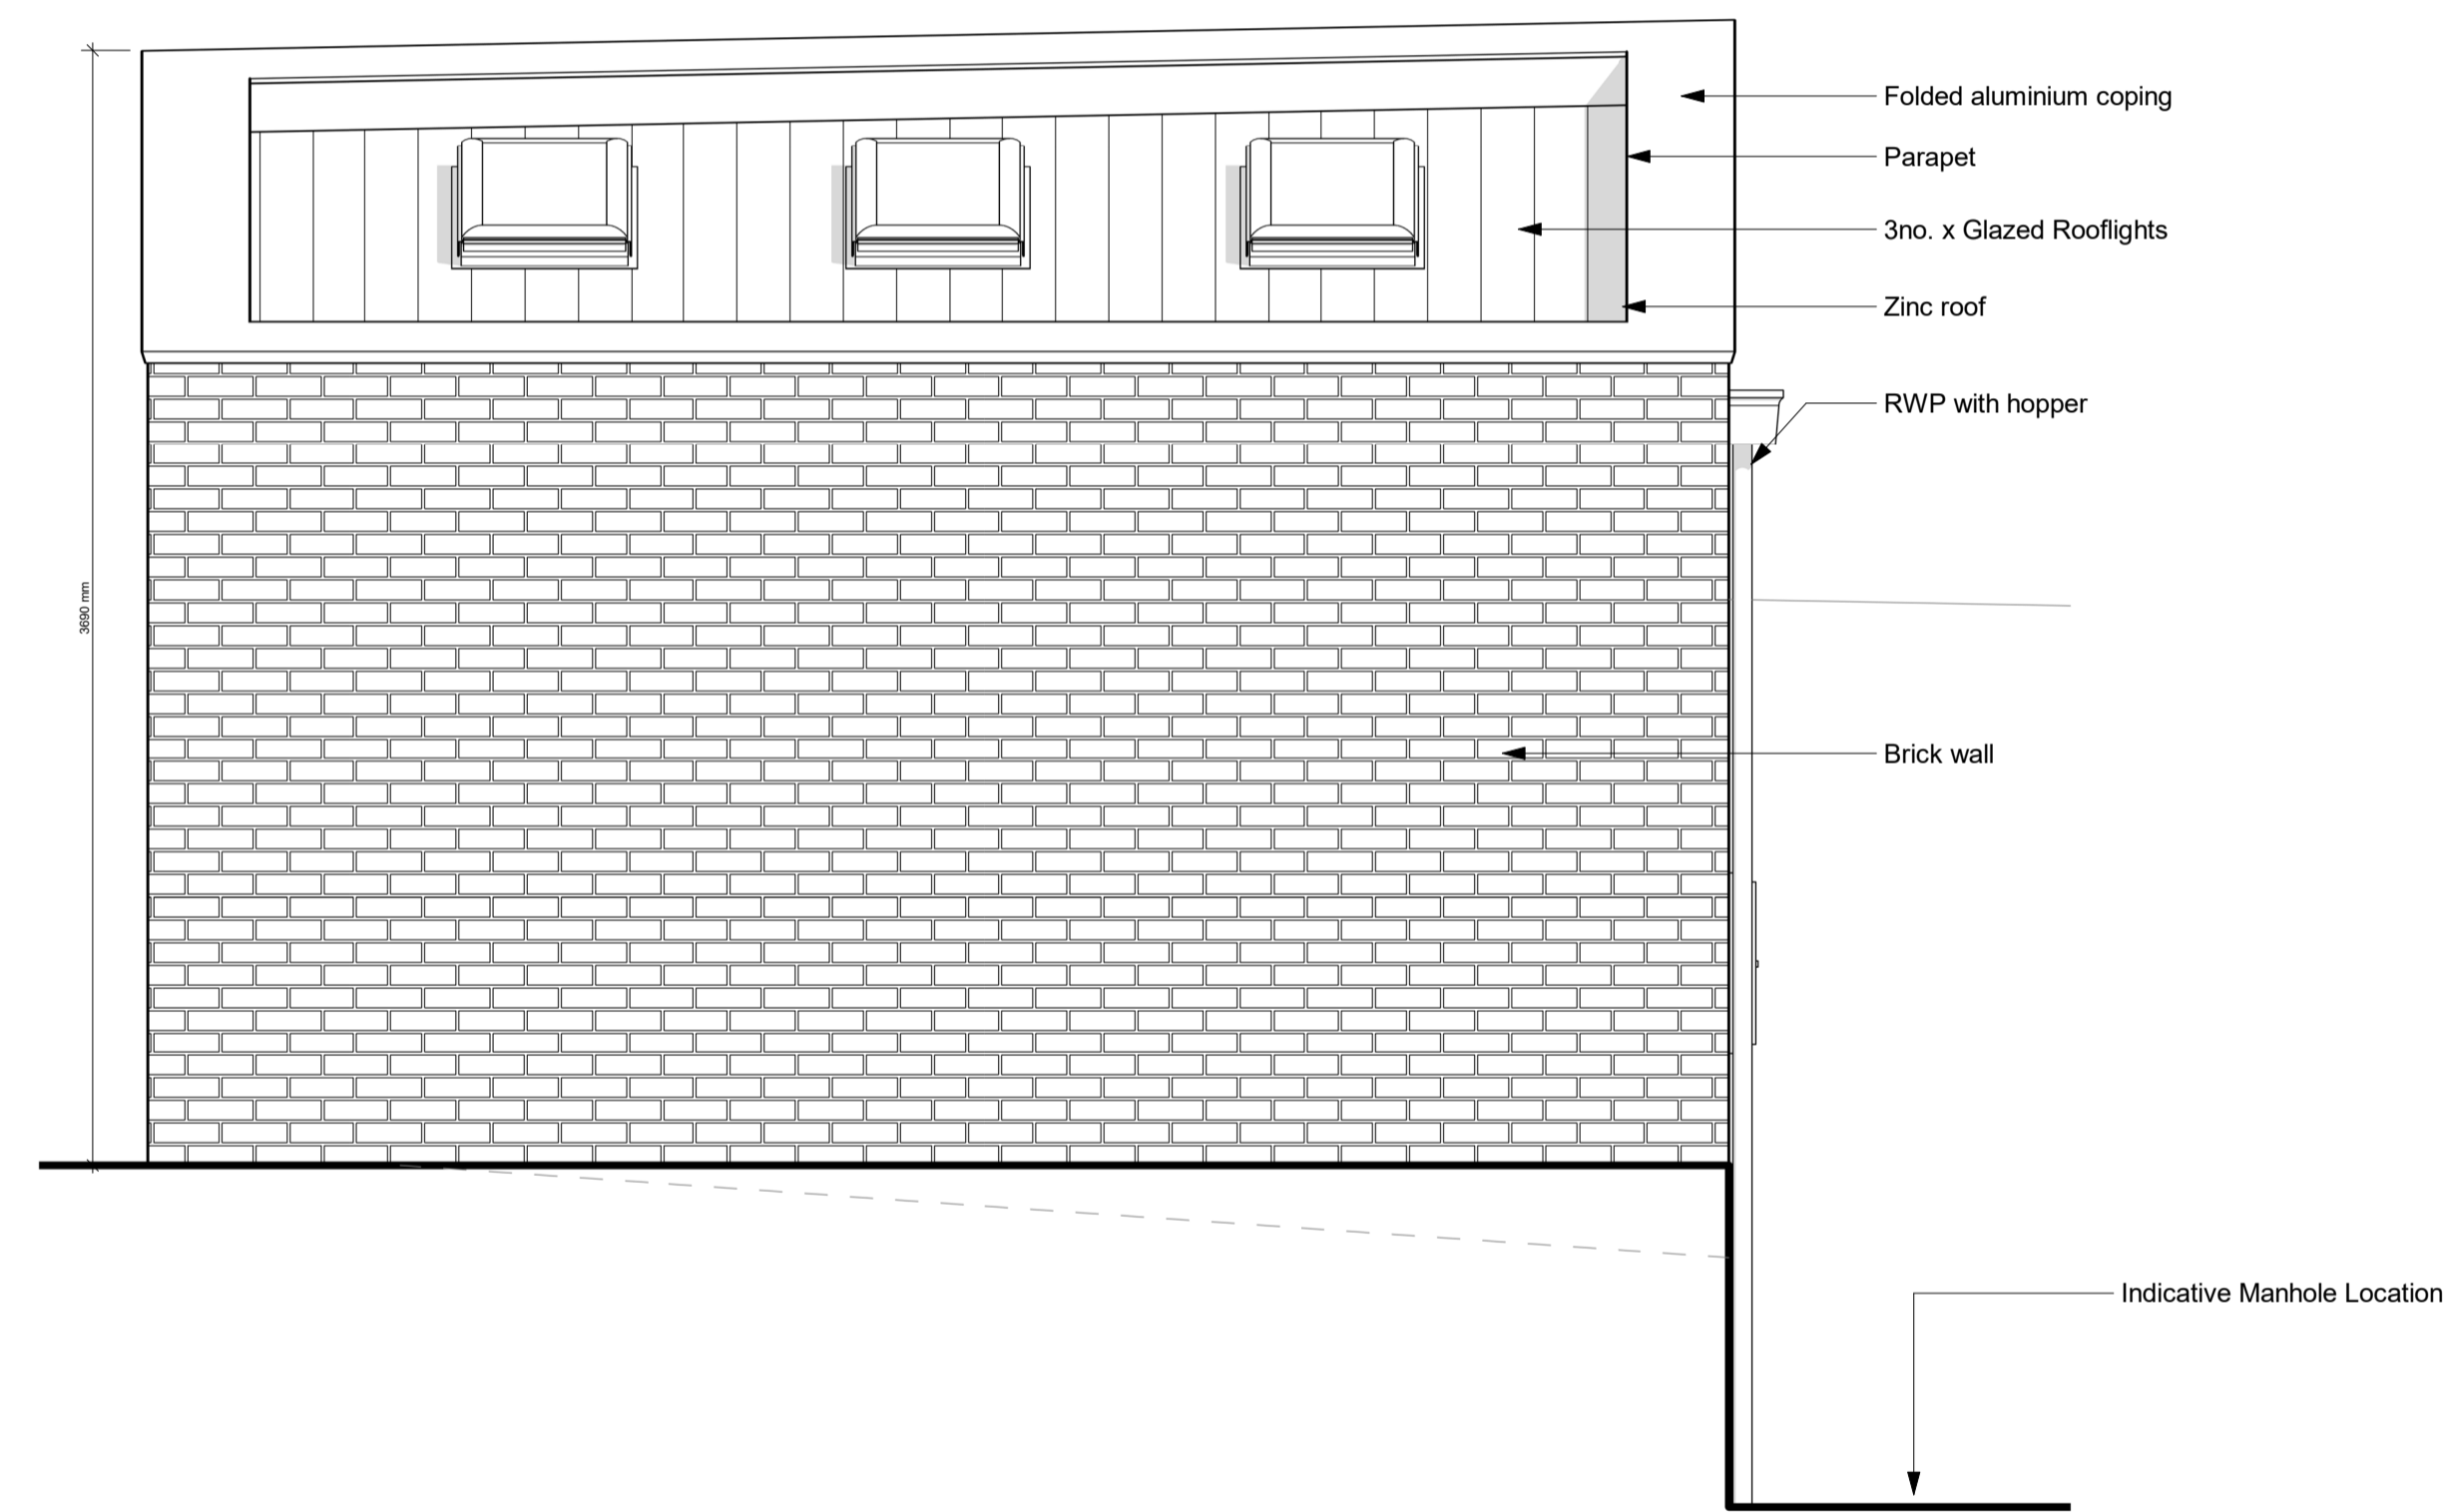 Folded aluminium coping
Parapet
3no. x Glazed Rooflights
Zinc roof
RWP with hopper
3690 mm
Brick wall
Indicative Manhole Location